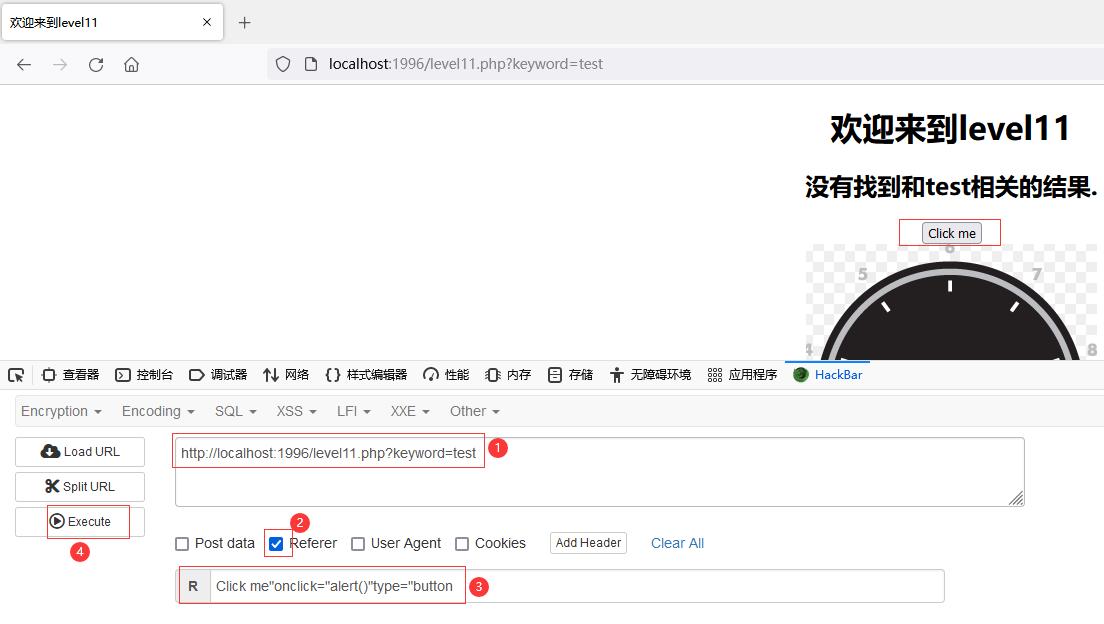 欢迎来到level11
localhost:1996/level11.php?keyword=test
欢迎来到level11
没有找到和test相关的结果.
Click me
6
5 7
4 8
查看器 控制台 调试器 网络 样式编辑器 性能 内存 存储 无障碍环境 应用程序 HackBar
Encryption Encoding SQL XSS LFI XXE Other
Load URL http://localhost:1996/level11.php?keyword=test 1
Split URL
Execute 2
4 Post data Referer User Agent Cookies Add Header Clear All
R Click me"onclick="alert()"type="button 3